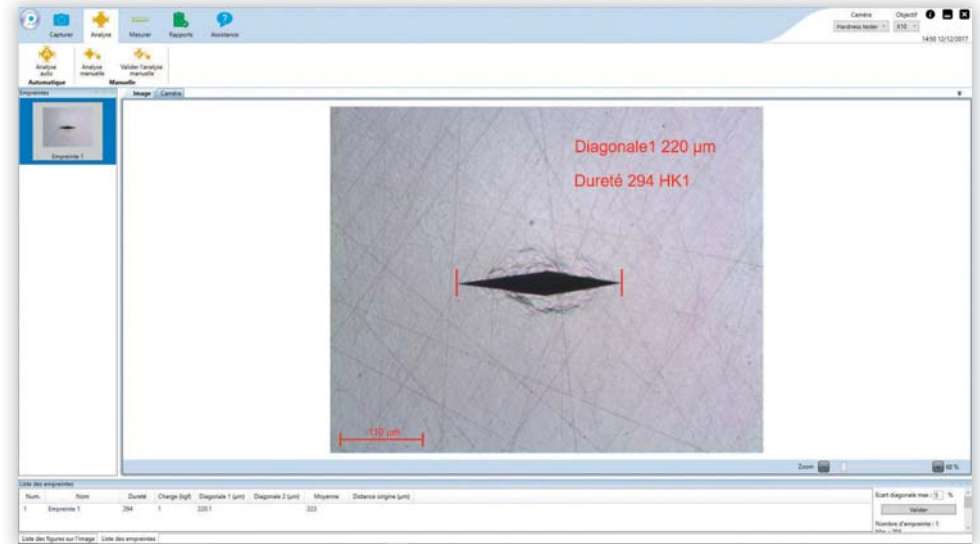 Caméra Objectif
Hardness tester X10
14:50 12/12/2017
Capturer Analyse Mesurer Rapports Assistance
Analyse auto
Analyse manuelle
Valider l'analyse manuelle
Automatique Manuelle
Empreintes
Image Caméra
Empreinte 1
Diagonale1 220 µm
Dureté 294 HK1
110 µm
Zoom 60 %
Liste des empreintes
Num. Nom Dureté Charge (kgf) Diagonale 1 (µm) Diagonale 2 (µm) Moyenne Distance origine (µm)
1 Empreinte 1 294 1 220,1
Ecart diagonale max : 5 %
Valider
Nombre d'empreinte : 1
Liste des figures sur l'image Liste des empreintes